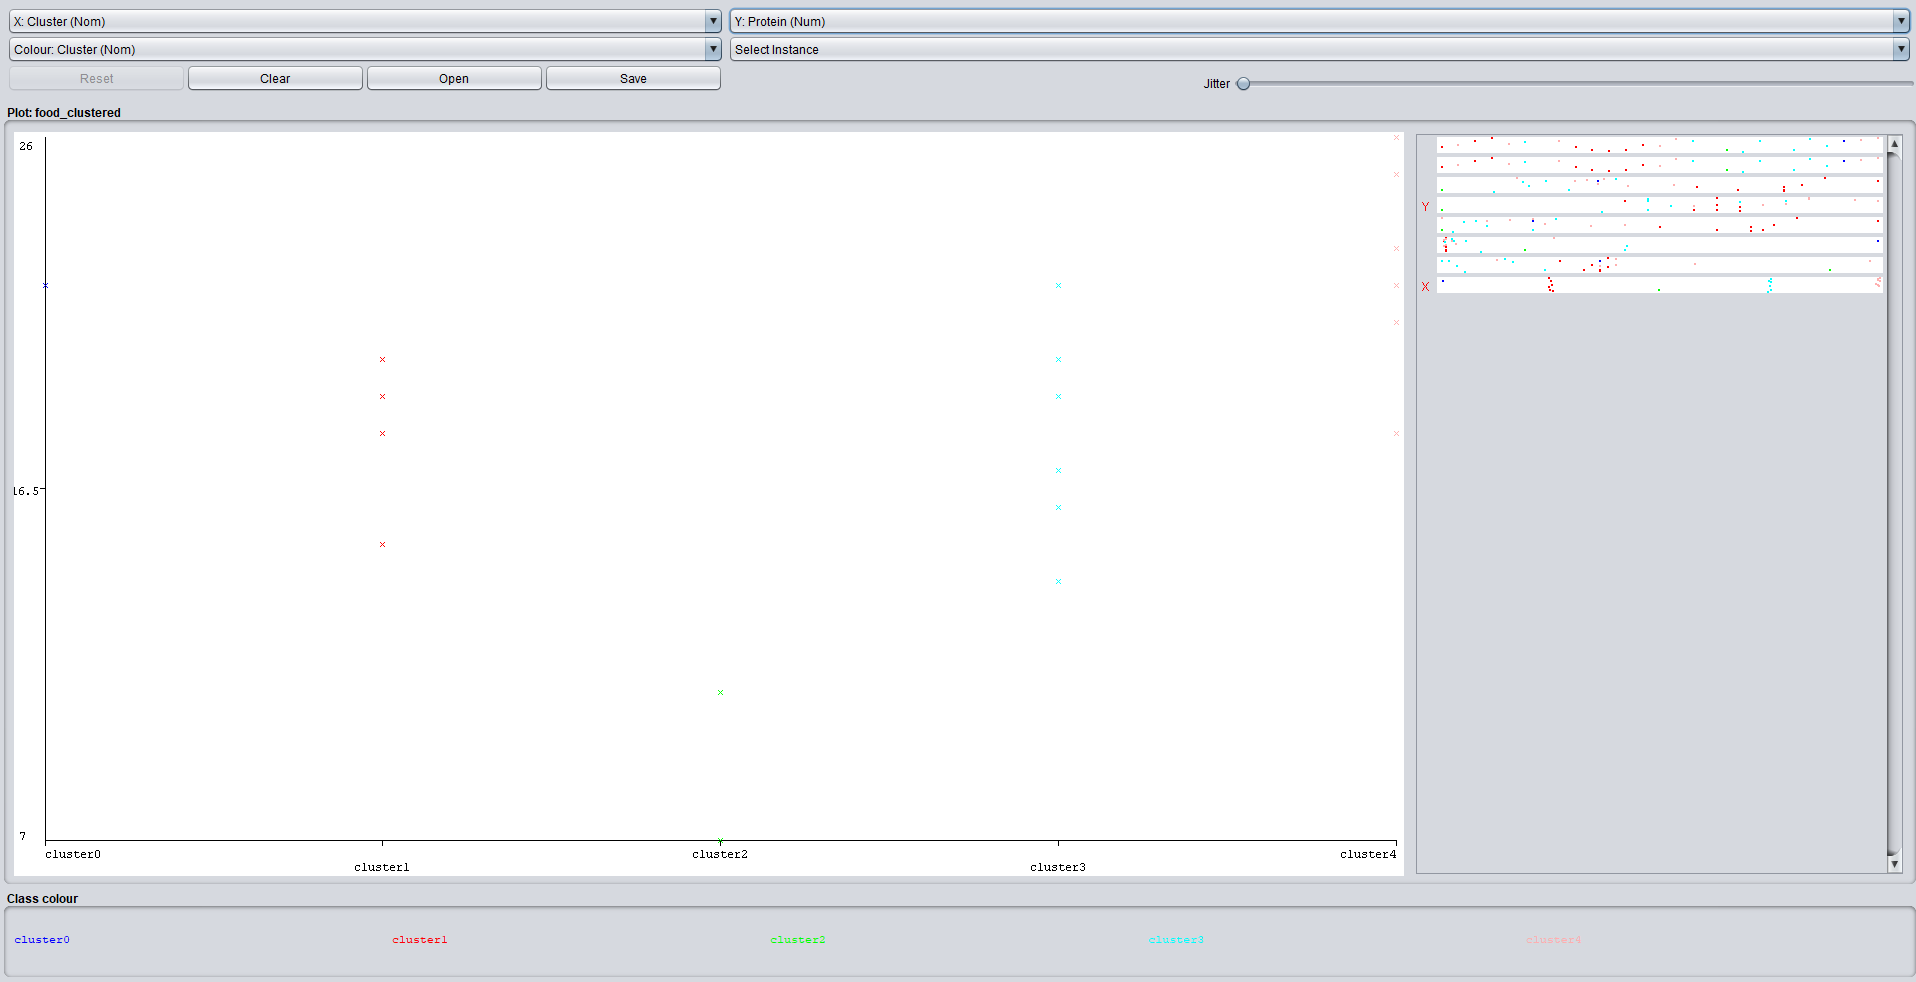 X: Cluster (Nom)
Y: Protein (Num)
Colour: Cluster (Nom)
Select Instance
Reset
Clear
Open
Save
Jitter
Plot: food_clustered
26
16.5
7
cluster0
cluster1
cluster2
cluster3
cluster4
Y
X
Class colour
cluster0
cluster1
cluster2
cluster3
cluster4